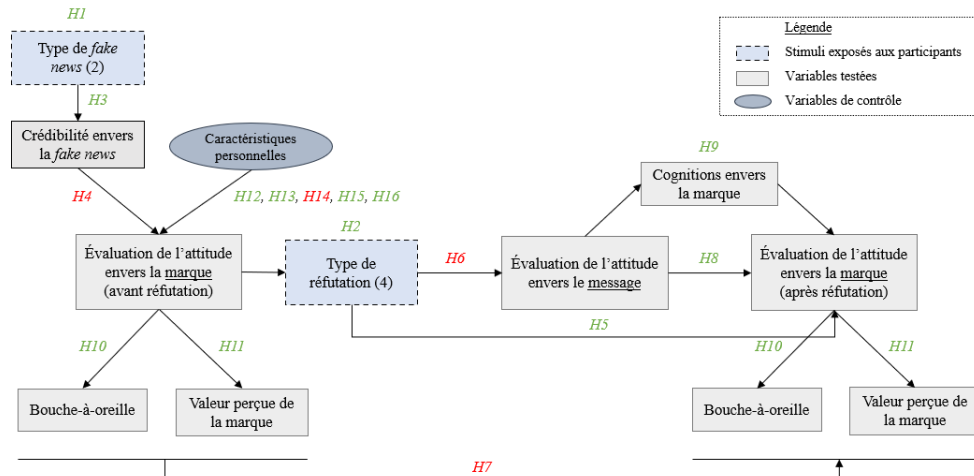 H1
Type de fake
news (2)
H3
Crédibilité envers
la fake news
H4
Caractéristiques
personnelles
H12, H13, H14, H15, H16
Légende
Stimuli exposés aux participants
Variables testées
Variables de contrôle
H9
Cognitions envers
la marque
Évaluation de l'attitude
envers la marque
(avant réfutation)
H2
Type de
réfutation (4)
H6
Évaluation de l'attitude
envers le message
H8
Évaluation de l'attitude
envers la marque
(après réfutation)
H5
H10
H11
Bouche-à-oreille
Valeur perçue de
la marque
H10
H11
Bouche-à-oreille
Valeur perçue de
la marque
H7